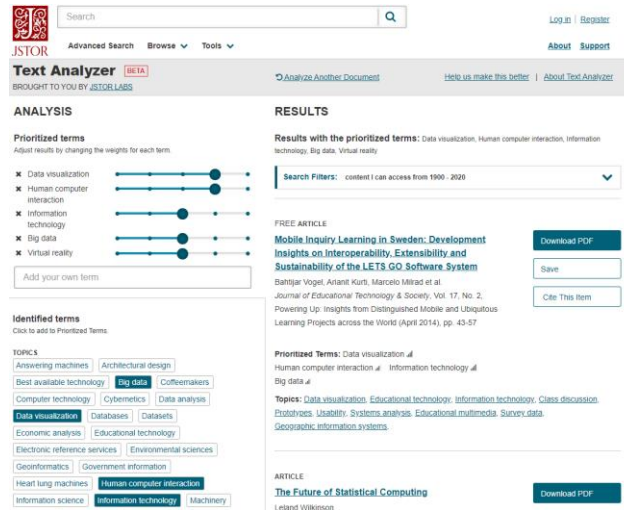 Search
Log in | Register
JSTOR
Advanced Search Browse Tools
About Support
Text Analyzer BETA
BROUGHT TO YOU BY JSTOR LABS
Analyze Another Document
Help us make this better | About Text Analyzer
ANALYSIS
Prioritized terms
Adjust results by changing the weights for each term.
Data visualization
Human computer
interaction
Information
technology
Big data
Virtual reality
Add your own term
Identified terms
Click to add to Prioritized Terms
TOPICS
Answering machines Architectural design
Best available technology Big data Coffeemakers
Computer technology Cybernetics Data analysis
Data visualization Databases Datasets
Economic analysis Educational technology
Electronic reference services Environmental sciences
Geoinformatics Government information
Heart lung machines Human computer interaction
Information science Information technology Machinery
RESULTS
Results with the prioritized terms: Data visualization, Human computer interaction, Information
technology, Big data, Virtual reality
Search Filters: content I can access from 1900 - 2020
FREE ARTICLE
Mobile Inquiry Learning in Sweden: Development
Insights on Interoperability, Extensibility and
Sustainability of the LETS GO Software System
Bahtijar Vogel, Arianit Kurti, Marcelo Milrad et al.
Journal of Educational Technology & Society, Vol. 17, No. 2,
Powering Up: Insights from Distinguished Mobile and Ubiquitous
Learning Projects across the World (April 2014), pp. 43-57
Download PDF
Save
Cite This Item
Prioritized Terms: Data visualization
Human computer interaction Information technology
Big data
Topics: Data visualization, Educational technology, Information technology, Class discussion,
Prototypes, Usability, Systems analysis, Educational multimedia, Survey data,
Geographic information systems
ARTICLE
The Future of Statistical Computing
Leland Wilkinson
Download PDF